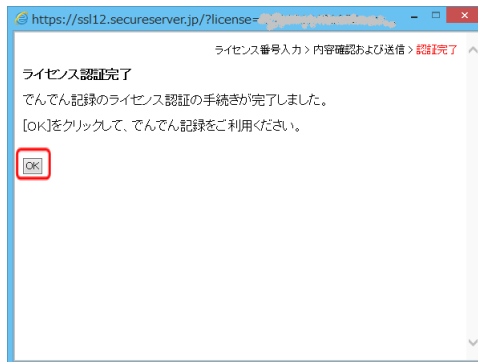 https://ssl12.secureserver.jp/?license=
ライセンス番号入力 > 内容確認および送信 > 認証完了
ライセンス認証完了
でんでん記録のライセンス認証の手続きが完了しました。
[OK]をクリックして、でんでん記録をご利用ください。
OK